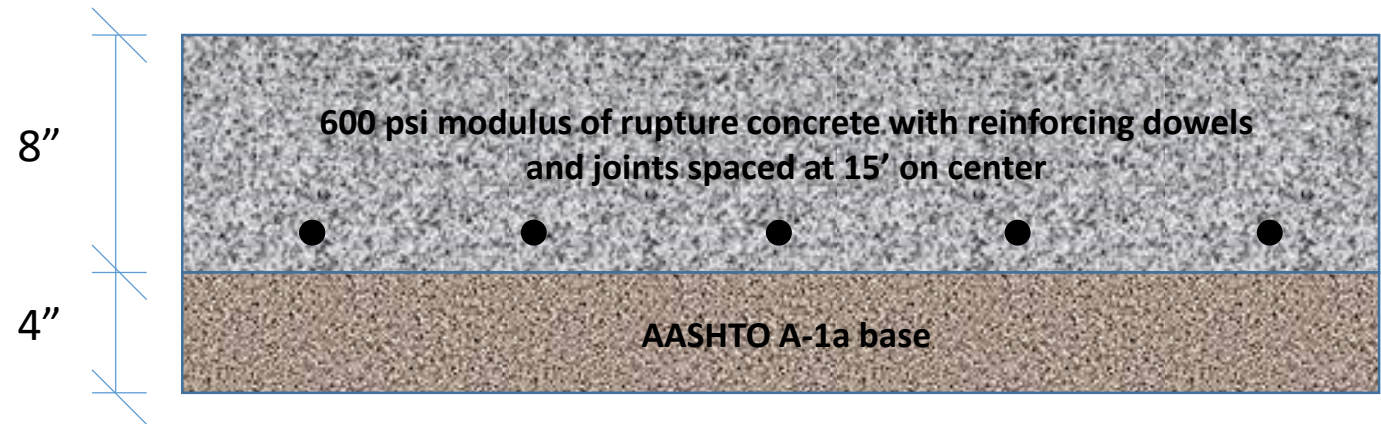 8”
600 psi modulus of rupture concrete with reinforcing dowels
and joints spaced at 15’ on center
4”
AASHTO A-1a base